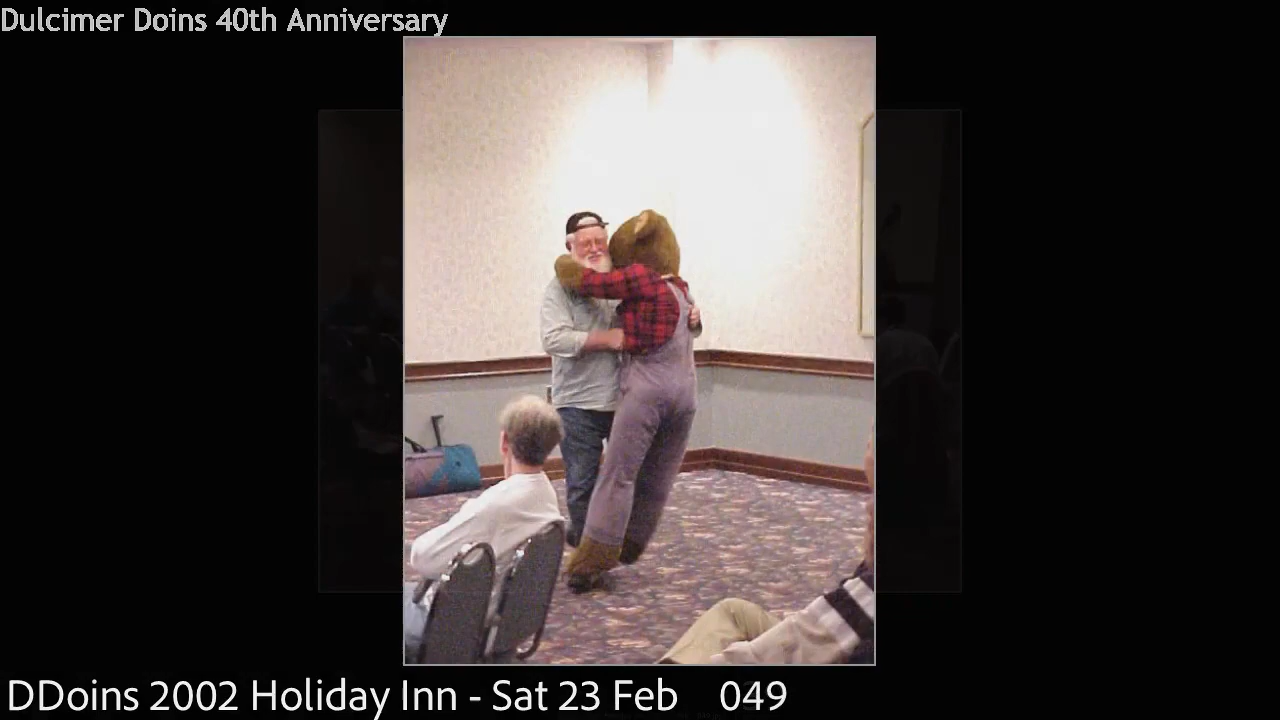 Dulcimer Doins 40th Anniversary
DDoins 2002 Holiday Inn - Sat 23 Feb 049